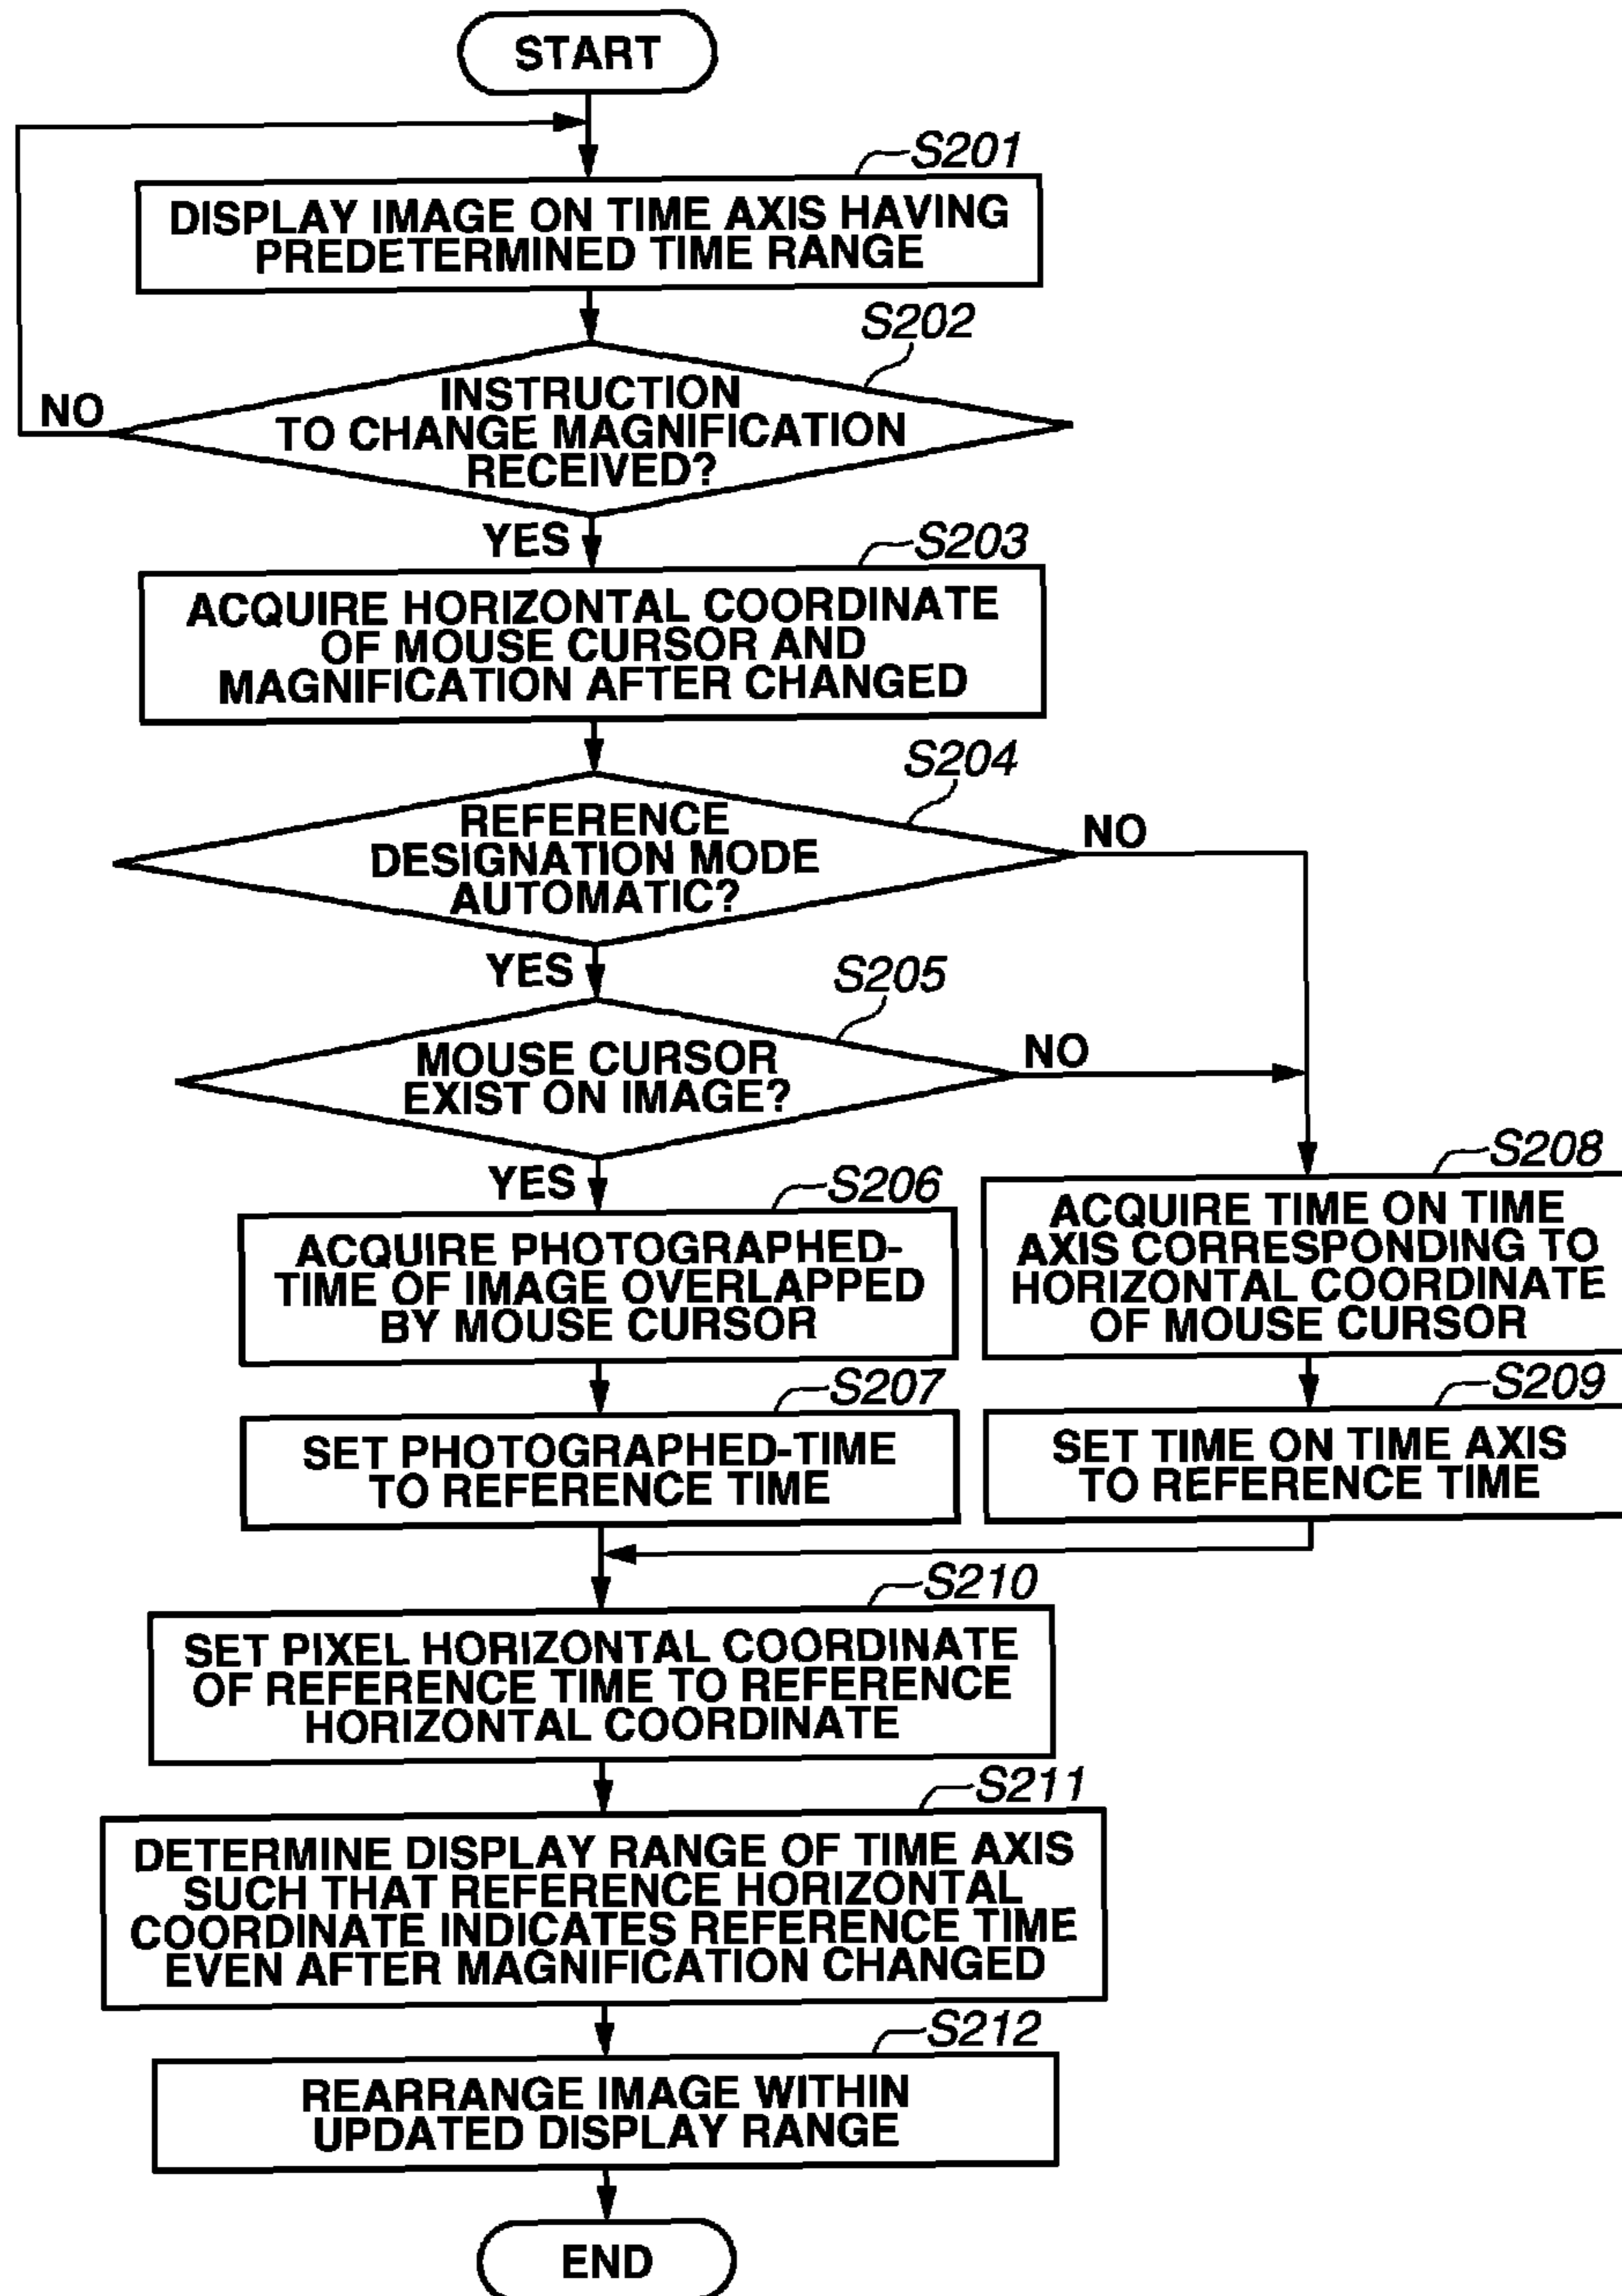 START
S201
DISPLAY IMAGE ON TIME AXIS HAVING
PREDETERMINED TIME RANGE
S202
INSTRUCTION
TO CHANGE MAGNIFICATION
RECEIVED?
NO
YES
S203
ACQUIRE HORIZONTAL COORDINATE
OF MOUSE CURSOR AND
MAGNIFICATION AFTER CHANGED
S204
REFERENCE
DESIGNATION MODE
AUTOMATIC?
NO
YES
S205
MOUSE CURSOR
EXIST ON IMAGE?
NO
YES
S206
ACQUIRE PHOTOGRAPHED-
TIME OF IMAGE OVERLAPPED
BY MOUSE CURSOR
S207
SET PHOTOGRAPHED-TIME
TO REFERENCE TIME
S208
ACQUIRE TIME ON TIME
AXIS CORRESPONDING TO
HORIZONTAL COORDINATE
OF MOUSE CURSOR
S209
SET TIME ON TIME AXIS
TO REFERENCE TIME
S210
SET PIXEL HORIZONTAL COORDINATE
OF REFERENCE TIME TO REFERENCE
HORIZONTAL COORDINATE
S211
DETERMINE DISPLAY RANGE OF TIME AXIS
SUCH THAT REFERENCE HORIZONTAL
COORDINATE INDICATES REFERENCE TIME
EVEN AFTER MAGNIFICATION CHANGED
S212
REARRANGE IMAGE WITHIN
UPDATED DISPLAY RANGE
END